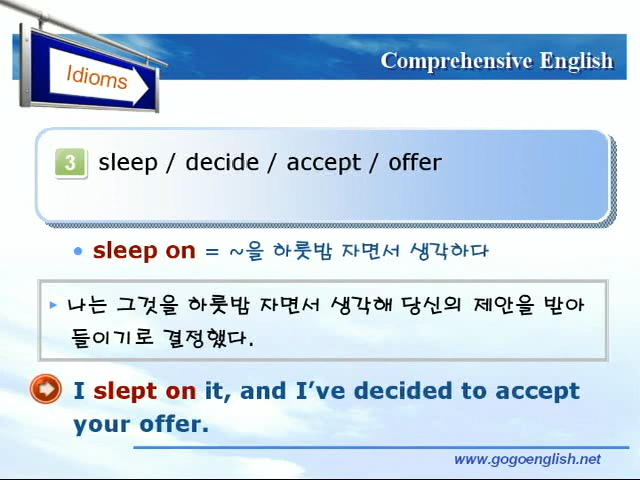 Idioms
Comprehensive English
3 sleep / decide / accept / offer
• sleep on = ~을 하룻밤 자면서 생각하다
나는 그것을 하룻밤 자면서 생각해 당신의 제안을 받아
들이기로 결정했다.
I slept on it, and I’ve decided to accept
your offer.
www.gogoenglish.net